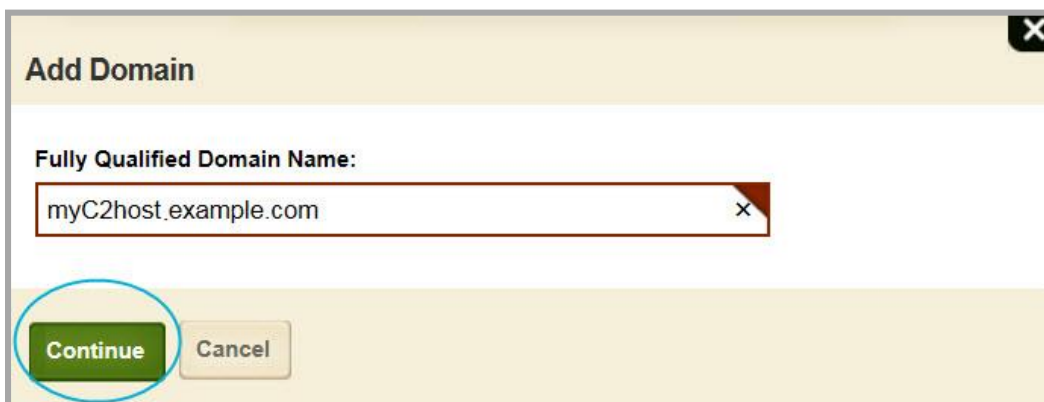 Add Domain
Fully Qualified Domain Name:
myC2host.example.com
Continue Cancel